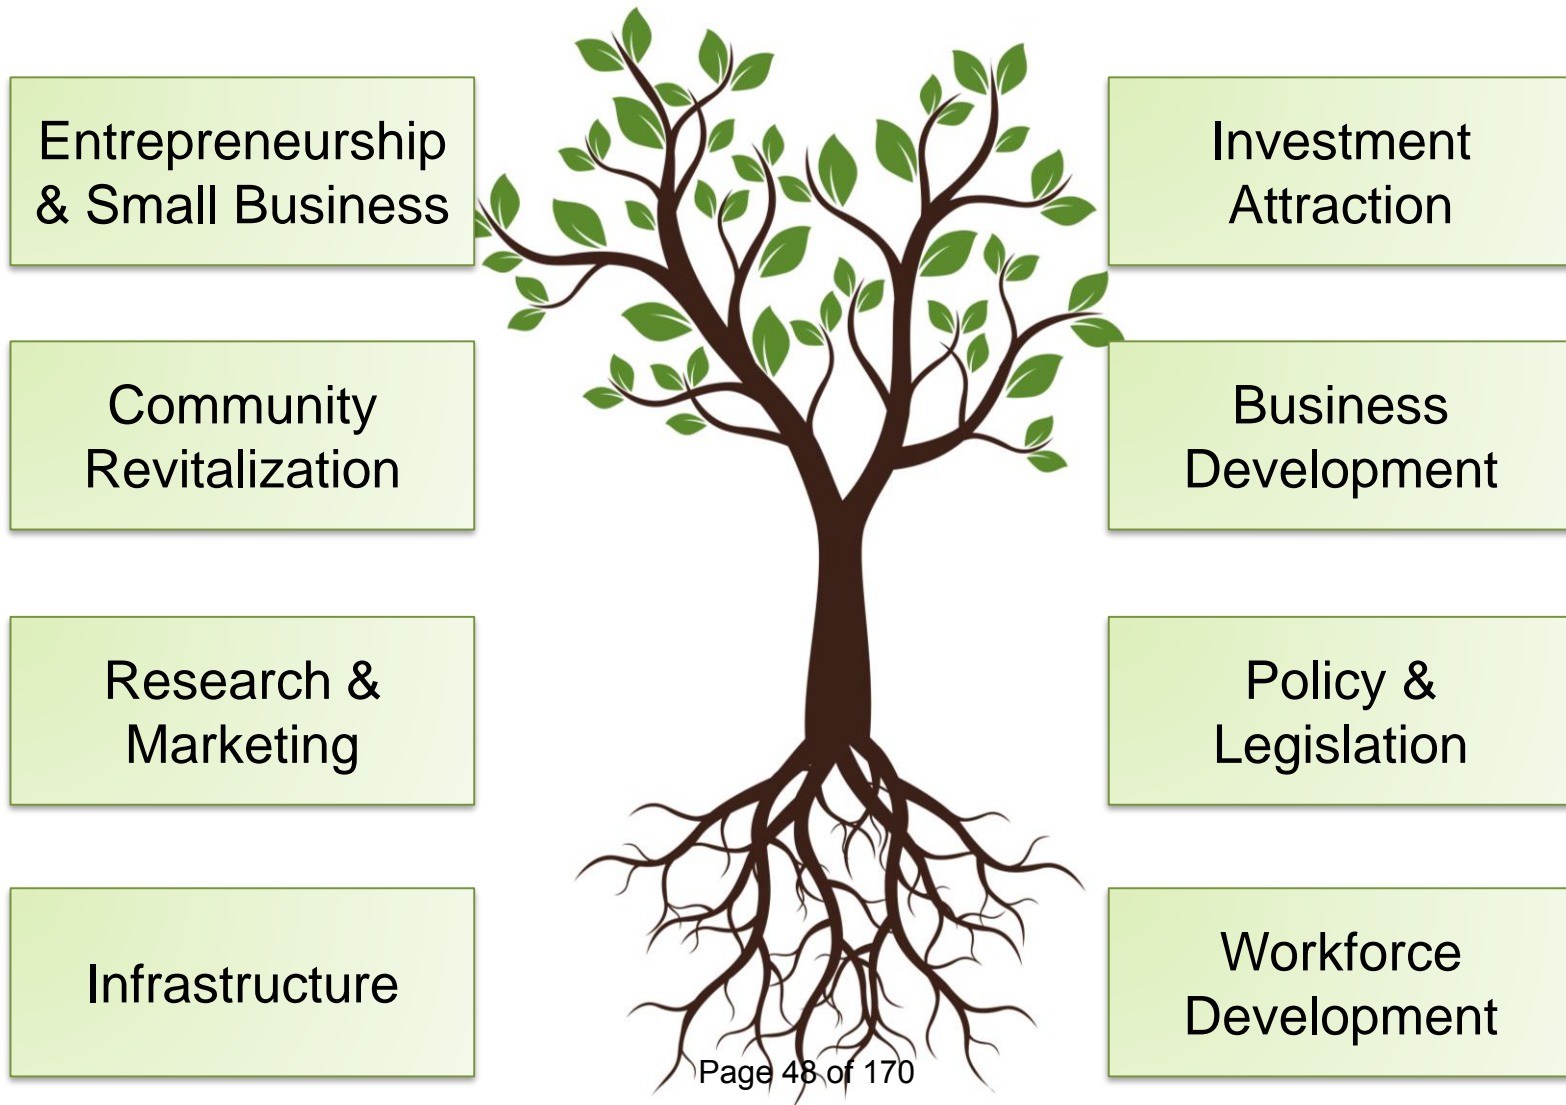 Entrepreneurship
& Small Business
Investment
Attraction
Community
Revitalization
Business
Development
Research &
Marketing
Policy &
Legislation
Infrastructure
Workforce
Development
Page 48 of 170